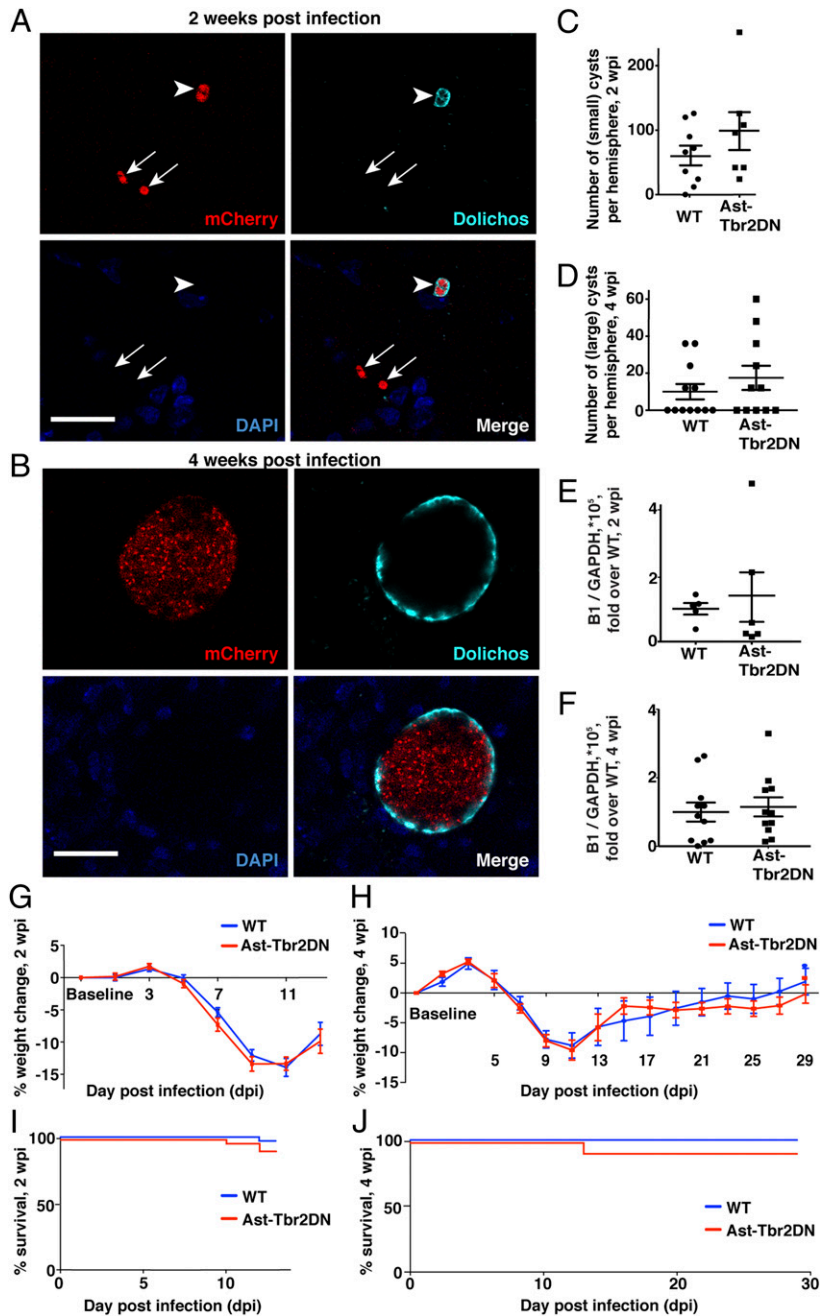 A
2 weeks post infection
mCherry
Dolichos
DAPI
Merge
B
4 weeks post infection
mCherry
Dolichos
DAPI
Merge
C
Number of (small) cysts
per hemisphere, 2 wpi
200
100
0
WT
Ast-
Tbr2DN
D
Number of (large) cysts
per hemisphere, 4 wpi
60
40
20
0
WT
Ast-
Tbr2DN
E
B1 / GAPDH,*10⁵,
fold over WT, 2 wpi
4
2
0
WT
Ast-
Tbr2DN
F
B1 / GAPDH,*10⁵,
fold over WT, 4 wpi
4
2
0
WT
Ast-
Tbr2DN
G
% weight change, 2 wpi
WT
Ast-Tbr2DN
5
0
-5
-10
-15
Baseline 3 7 11
Day post infection (dpi)
H
% weight change, 4 wpi
WT
Ast-Tbr2DN
10
5
0
-5
-10
-15
Baseline
5 9 13 17 21 25 29
Day post infection (dpi)
I
% survival, 2 wpi
100
50
0
WT
Ast-Tbr2DN
0 5 10
Day post infection (dpi)
J
% survival, 4 wpi
100
50
0
WT
Ast-Tbr2DN
0 10 20 30
Day post infection (dpi)